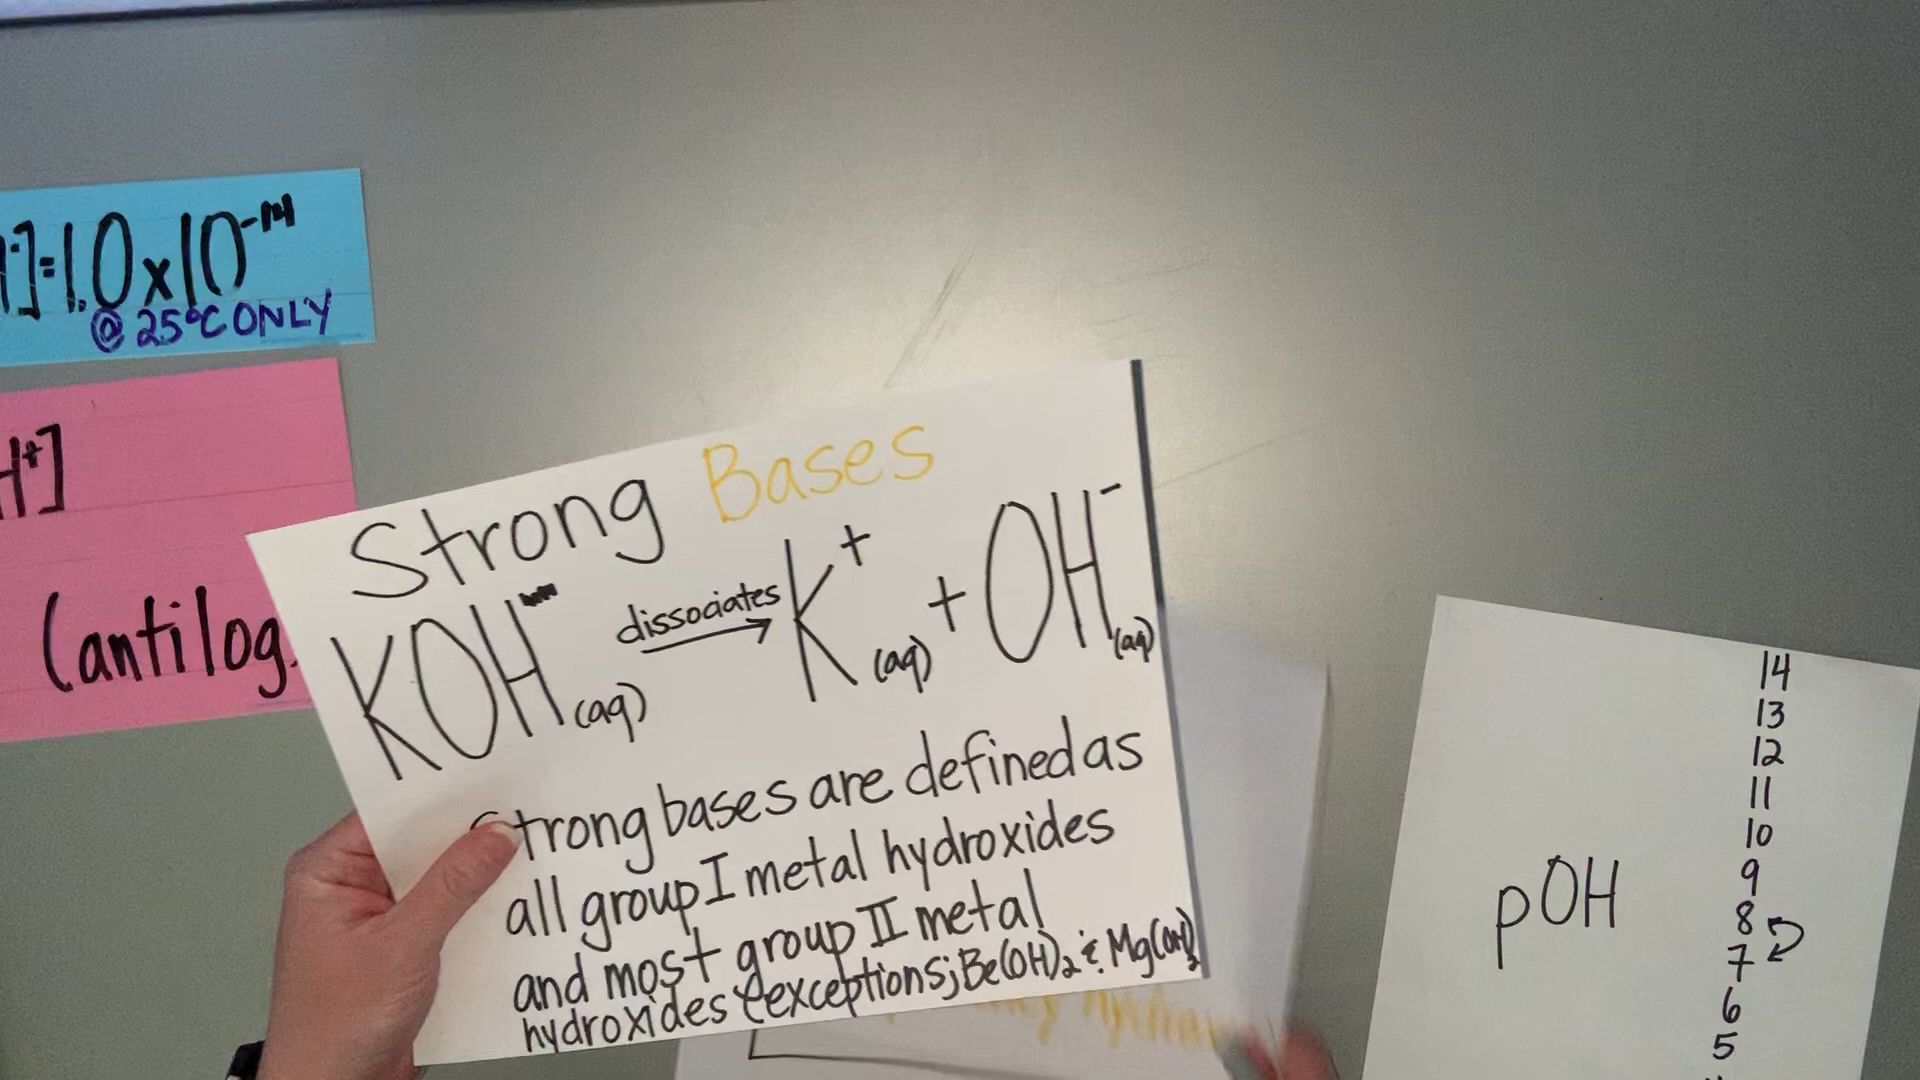 ]=1.0x10⁻¹⁴
@ 25°C ONLY
H⁺]
(antilog
Strong Bases
KOH(aq) dissociates → K⁺(aq) + OH⁻(aq)
Strong bases are defined as
all group I metal hydroxides
and most group II metal
hydroxides (exceptions; Be(OH)₂ & Mg(OH)₂
pOH
14
13
12
11
10
9
8
7
6
5